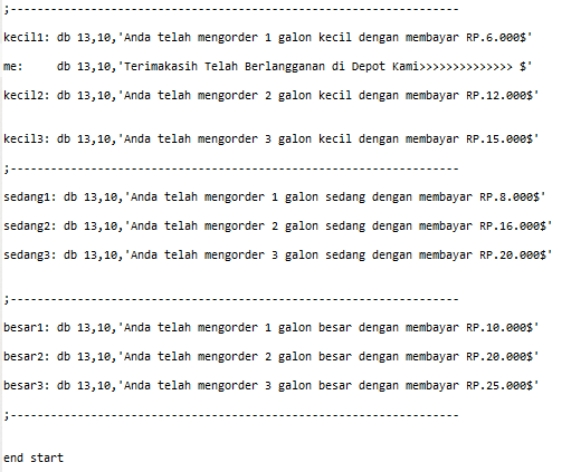 ;-------------------------------------------------------------------
kecil1: db 13,10,'Anda telah mengorder 1 galon kecil dengan membayar RP.6.000$'
me:     db 13,10,'Terimakasih Telah Berlangganan di Depot Kami>>>>>>>>>>>>>> $'
kecil2: db 13,10,'Anda telah mengorder 2 galon kecil dengan membayar RP.12.000$'
kecil3: db 13,10,'Anda telah mengorder 3 galon kecil dengan membayar RP.15.000$'
;-------------------------------------------------------------------
sedang1: db 13,10,'Anda telah mengorder 1 galon sedang dengan membayar RP.8.000$'
sedang2: db 13,10,'Anda telah mengorder 2 galon sedang dengan membayar RP.16.000$'
sedang3: db 13,10,'Anda telah mengorder 3 galon sedang dengan membayar RP.20.000$'
;-------------------------------------------------------------------
besar1: db 13,10,'Anda telah mengorder 1 galon besar dengan membayar RP.10.000$'
besar2: db 13,10,'Anda telah mengorder 2 galon besar dengan membayar RP.20.000$'
besar3: db 13,10,'Anda telah mengorder 3 galon besar dengan membayar RP.25.000$'
;-------------------------------------------------------------------
end start